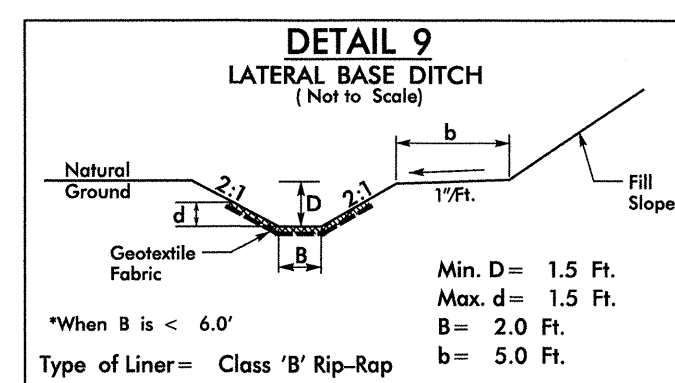 DETAIL 9
LATERAL BASE DITCH
( Not to Scale)
b
Natural
Ground
2:1
D
2:1
1"/Ft.
Fill
Slope
d
Geotextile
Fabric
B
Min. D= 1.5 Ft.
Max. d= 1.5 Ft.
*When B is < 6.0'
B= 2.0 Ft.
Type of Liner= Class 'B' Rip-Rap
b= 5.0 Ft.